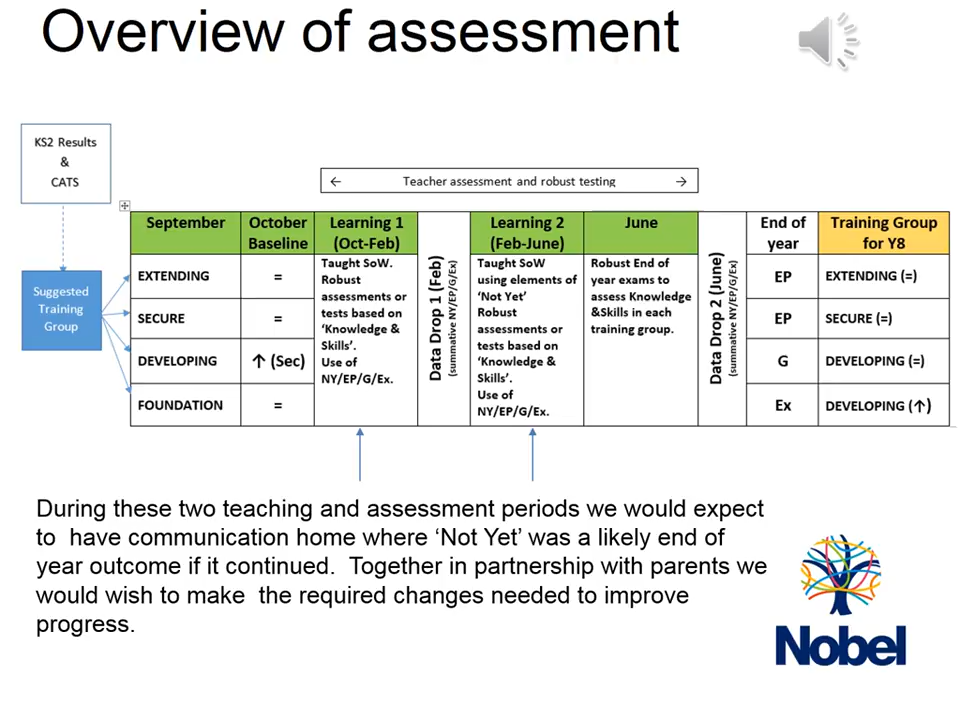 Overview of assessment
KS2 Results
&
CATS
← Teacher assessment and robust testing →
Suggested
Training
Group
September
October
Baseline
Learning 1
(Oct-Feb)
Data Drop 1 (Feb)
(summative NY/EP/G/Ex)
Learning 2
(Feb-June)
June
Data Drop 2 (June)
(summative NY/EP/G/Ex)
End of
year
Training Group
for Y8
EXTENDING
=
SECURE
=
DEVELOPING
↑ (Sec)
FOUNDATION
=
Taught SoW.
Robust
assessments or
tests based on
‘Knowledge &
Skills’.
Use of
NY/EP/G/Ex.
Taught SoW
using elements of
‘Not Yet’
Robust
assessments or
tests based on
‘Knowledge &
Skills’.
Use of
NY/EP/G/Ex.
Robust End of
year exams to
assess Knowledge
&Skills in each
training group.
EP
EXTENDING (=)
EP
SECURE (=)
G
DEVELOPING (=)
Ex
DEVELOPING (↑)
During these two teaching and assessment periods we would expect
to have communication home where ‘Not Yet’ was a likely end of
year outcome if it continued. Together in partnership with parents we
would wish to make the required changes needed to improve
progress.
Nobel